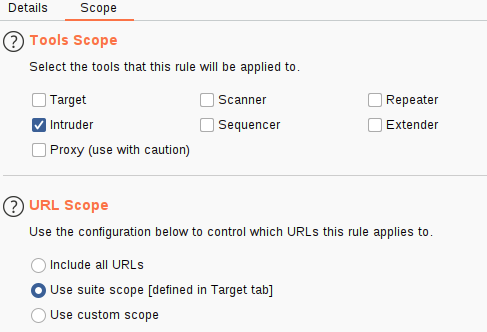 Details Scope
Tools Scope
Select the tools that this rule will be applied to.
Target Scanner Repeater
Intruder Sequencer Extender
Proxy (use with caution)
URL Scope
Use the configuration below to control which URLs this rule applies to.
Include all URLs
Use suite scope [defined in Target tab]
Use custom scope